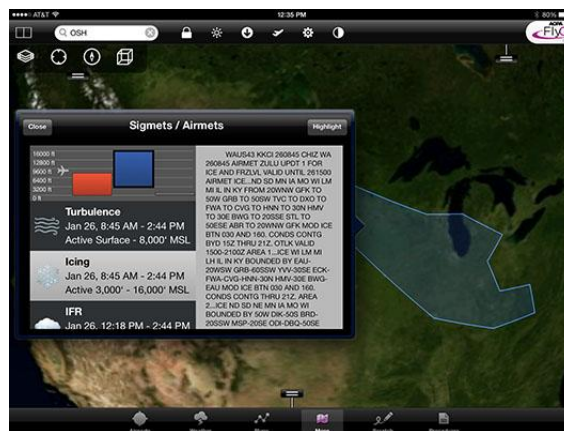 AT&T
12:35 PM
80%
OSH
AOPA
Fly
Close
Sigmets / Airmets
Highlight
16000 ft
12800 ft
9600 ft
6400 ft
3200 ft
0 ft
Turbulence
Jan 26, 8:45 AM - 2:44 PM
Active Surface - 8,000' MSL
Icing
Jan 26, 8:45 AM - 2:44 PM
Active 3,000' - 16,000' MSL
IFR
Jan 26, 12:18 PM - 2:44 PM
WAUS43 KKCI 260845 CHIZ WA
260845 AIRMET ZULU UPDT 1 FOR
ICE AND FRZLVL VALID UNTIL 261500
AIRMET ICE...ND SD MN IA MO WI LM
MI IL IN KY FROM 20WNW GFK TO
50W GRB TO 50SW TVC TO DXO TO
FWA TO CVG TO HNN TO 30N HMV
TO 30E BWG TO 20SSE STL TO
50ESE ABR TO 20WNW GFK MOD ICE
BTN 030 AND 160. CONDS CONTG
BYD 15Z THRU 21Z. OTLK VALID
1500-2100Z AREA 1...ICE WI LM MI
LH IL IN KY BOUNDED BY EAU-
20WSW GRB-60SSW YVV-30SE ECK-
FWA-CVG-HNN-30N HMV-30E BWG-
EAU MOD ICE BTN 030 AND 160.
CONDS CONTG THRU 21Z. AREA
2...ICE ND SD NE MN IA MO WI
BOUNDED BY 50W DIK-50S BRD-
20SSW MSP-20SE ODI-DBQ-50SE
Airports
Weather
Plans
Maps
Scratch
Procedures